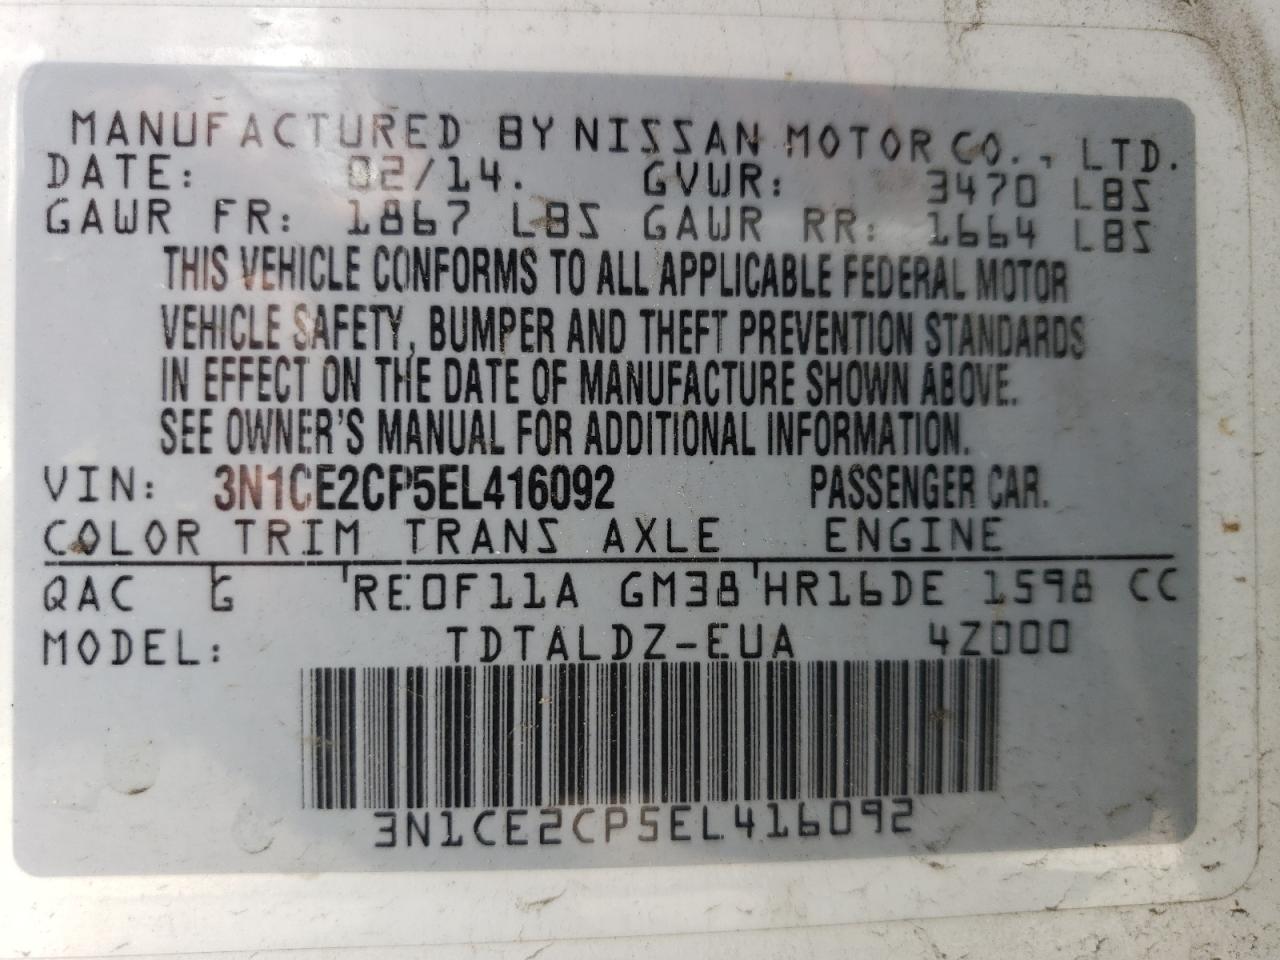 MANUFACTURED BY NISSAN MOTOR CO., LTD.
DATE: 02/14. GVWR: 3470 LBS
GAWR FR: 1867 LBS GAWR RR: 1664 LBS
THIS VEHICLE CONFORMS TO ALL APPLICABLE FEDERAL MOTOR
VEHICLE SAFETY, BUMPER AND THEFT PREVENTION STANDARDS
IN EFFECT ON THE DATE OF MANUFACTURE SHOWN ABOVE.
SEE OWNER'S MANUAL FOR ADDITIONAL INFORMATION.
VIN: 3N1CE2CP5EL416092 PASSENGER CAR.
COLOR TRIM TRANS AXLE ENGINE
QAC G RE0F11A GM38 HR16DE 1598 CC
MODEL: TDTALDZ-EUA 4Z000
3N1CE2CP5EL416092